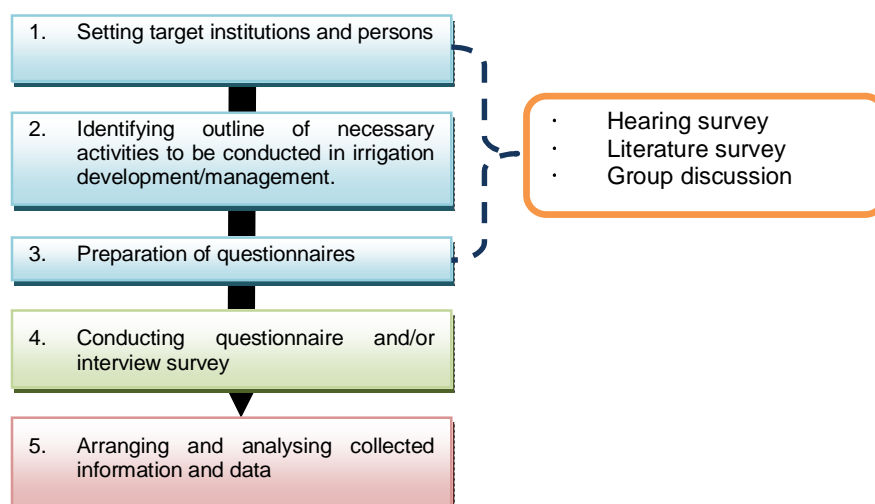 1. Setting target institutions and persons
2. Identifying outline of necessary
activities to be conducted in irrigation
development/management.
3. Preparation of questionnaires
4. Conducting questionnaire and/or
interview survey
5. Arranging and analysing collected
information and data
· Hearing survey
· Literature survey
· Group discussion